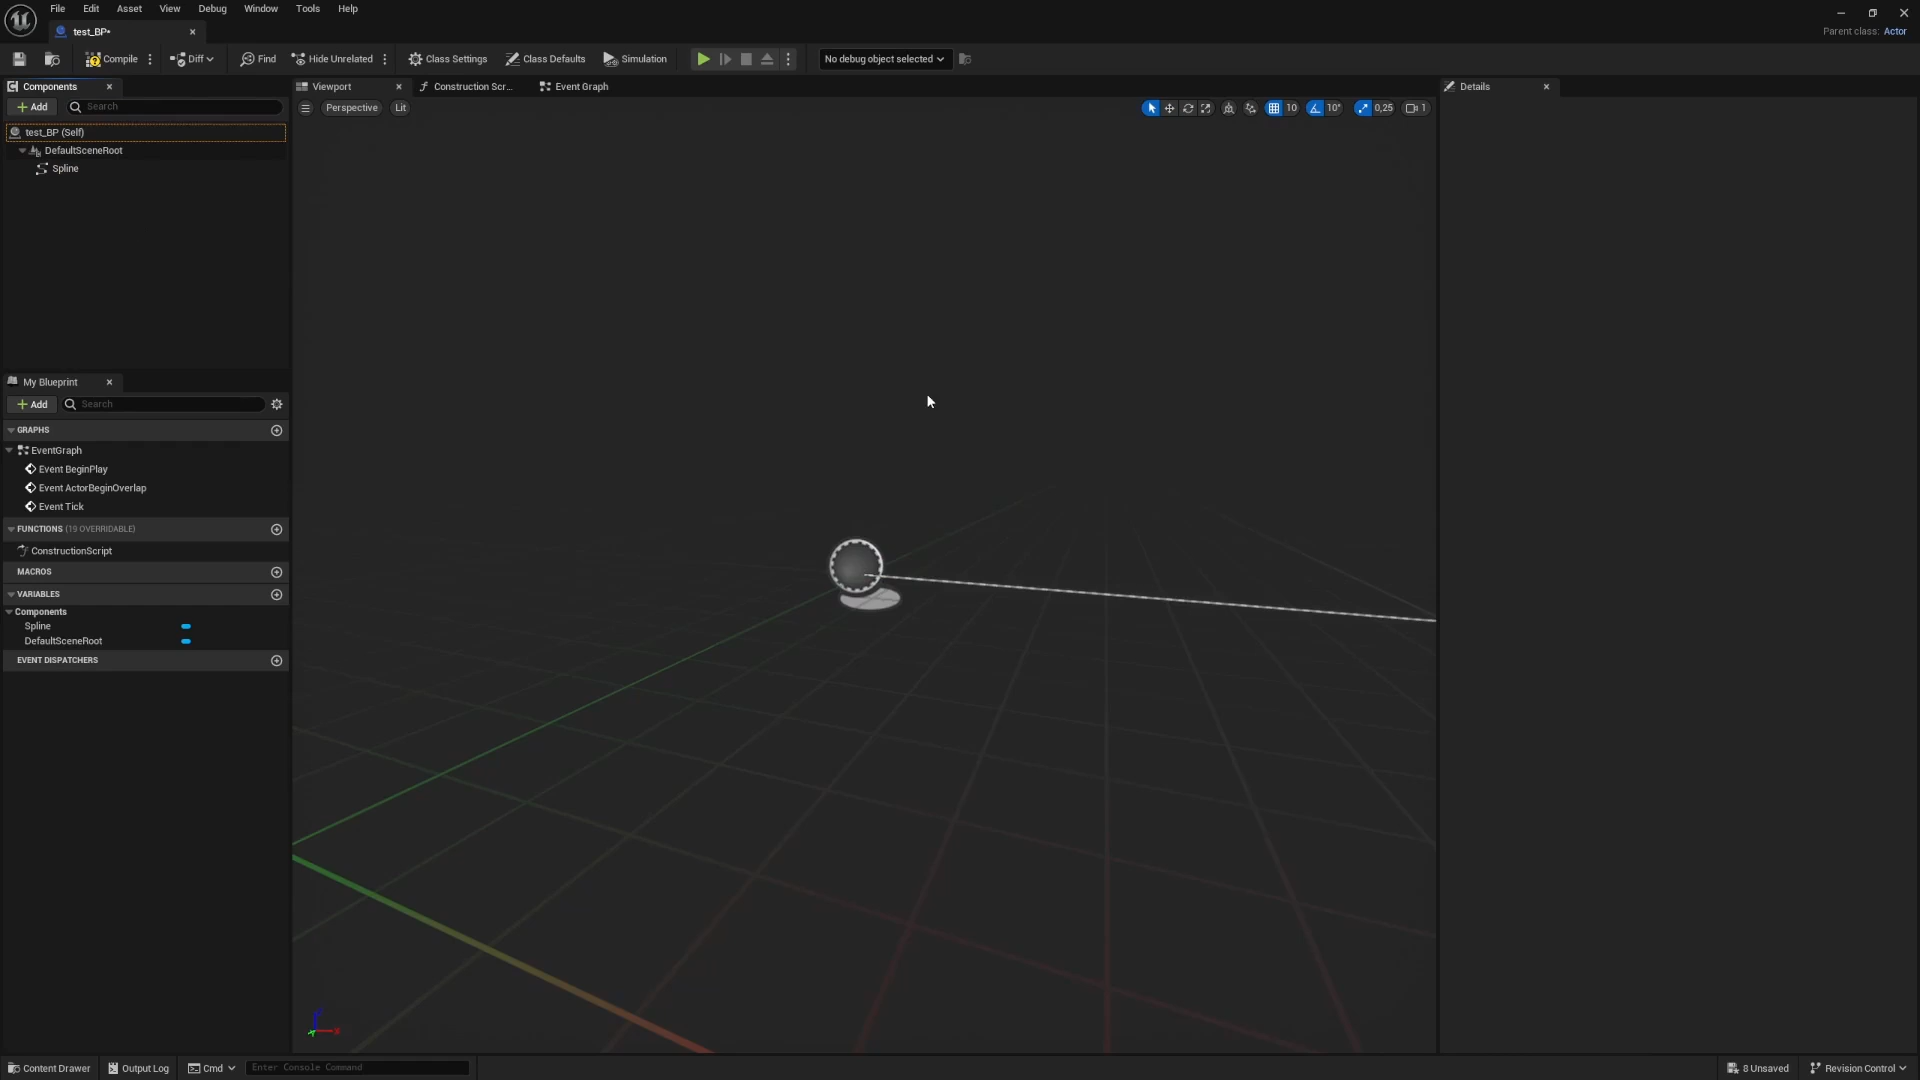 File Edit Asset View Debug Window Tools Help
test_BP*
Parent class: Actor
Compile Diff Find Hide Unrelated Class Settings Class Defaults Simulation No debug object selected
Components Viewport Construction Scr... Event Graph Details
Add Search Perspective Lit 10 10° 0,25 1
test_BP (Self)
DefaultSceneRoot
Spline
My Blueprint
Add Search
GRAPHS
EventGraph
Event BeginPlay
Event ActorBeginOverlap
Event Tick
FUNCTIONS (19 OVERRIDABLE)
ConstructionScript
MACROS
VARIABLES
Components
Spline
DefaultSceneRoot
EVENT DISPATCHERS
X
Content Drawer Output Log Cmd Enter Console Command 8 Unsaved Revision Control